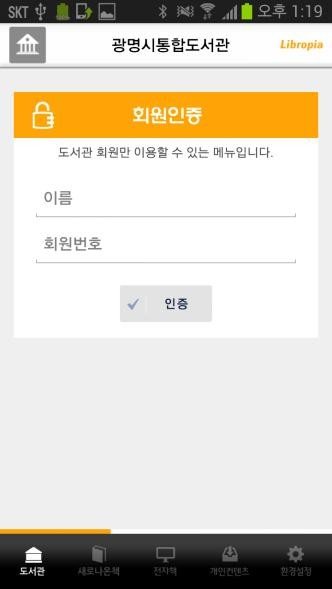 SKT 오후 1:19
광명시통합도서관 Libropia
회원인증
도서관 회원만 이용할 수 있는 메뉴입니다.
이름
회원번호
인증
도서관 새로나온책 전자책 개인컨텐츠 환경설정